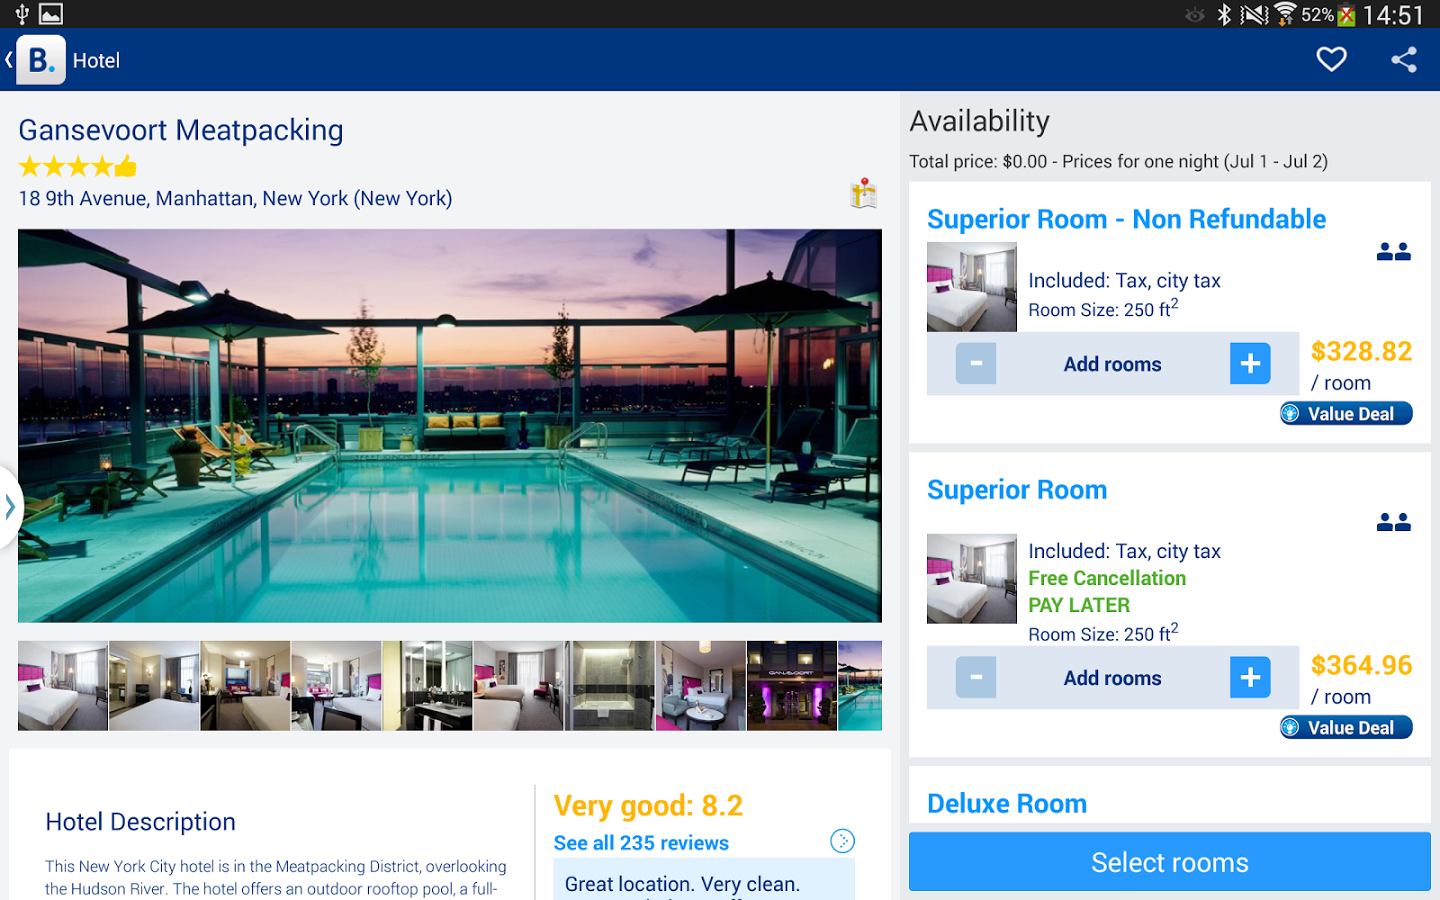 52% 14:51
B. Hotel
Gansevoort Meatpacking
18 9th Avenue, Manhattan, New York (New York)
GANSEVOORT
Hotel Description
This New York City hotel is in the Meatpacking District, overlooking
the Hudson River. The hotel offers an outdoor rooftop pool, a full-
Very good: 8.2
See all 235 reviews
Great location. Very clean.
Availability
Total price: $0.00 - Prices for one night (Jul 1 - Jul 2)
Superior Room - Non Refundable
Included: Tax, city tax
Room Size: 250 ft²
- Add rooms +
$328.82
/ room
Value Deal
Superior Room
Included: Tax, city tax
Free Cancellation
PAY LATER
Room Size: 250 ft²
- Add rooms +
$364.96
/ room
Value Deal
Deluxe Room
Select rooms